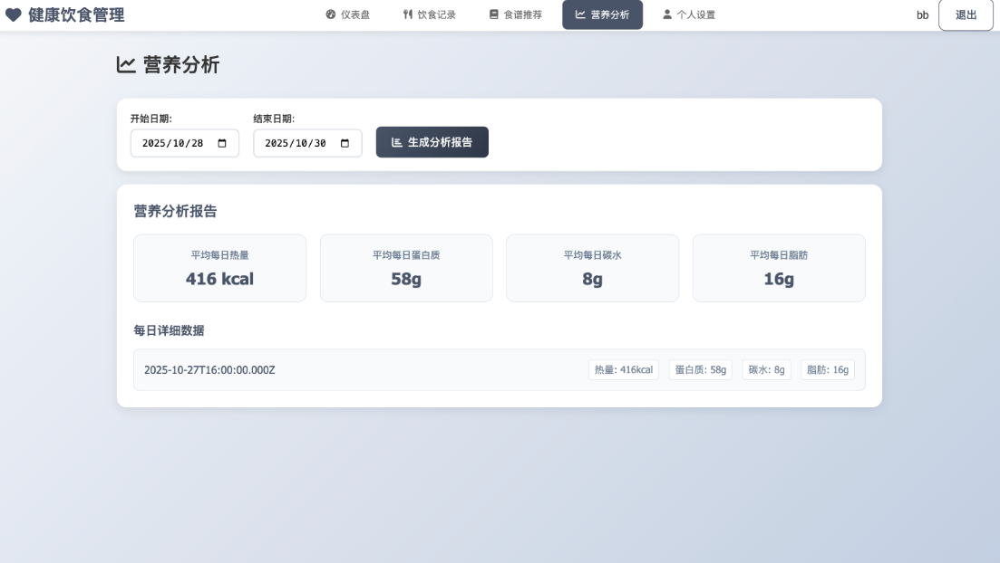 健康饮食管理
仪表盘 饮食记录 食谱推荐 营养分析 个人设置 bb 退出
营养分析
开始日期: 结束日期:
2025/10/28 2025/10/30 生成分析报告
营养分析报告
平均每日热量 平均每日蛋白质 平均每日碳水 平均每日脂肪
416 kcal 58g 8g 16g
每日详细数据
2025-10-27T16:00:00.000Z 热量: 416kcal 蛋白质: 58g 碳水: 8g 脂肪: 16g